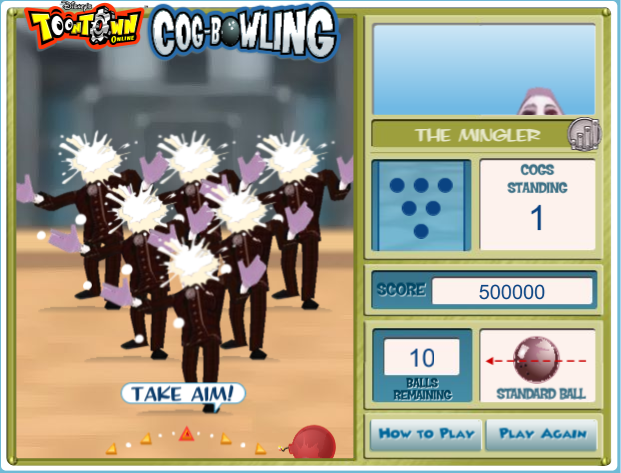 Disney's
TOONTOWN
ONLINE
COG-BOWLING
THE MINGLER
COGS
STANDING
1
SCORE 500000
10
BALLS
REMAINING
STANDARD BALL
TAKE AIM!
HOW TO PLAY
PLAY AGAIN